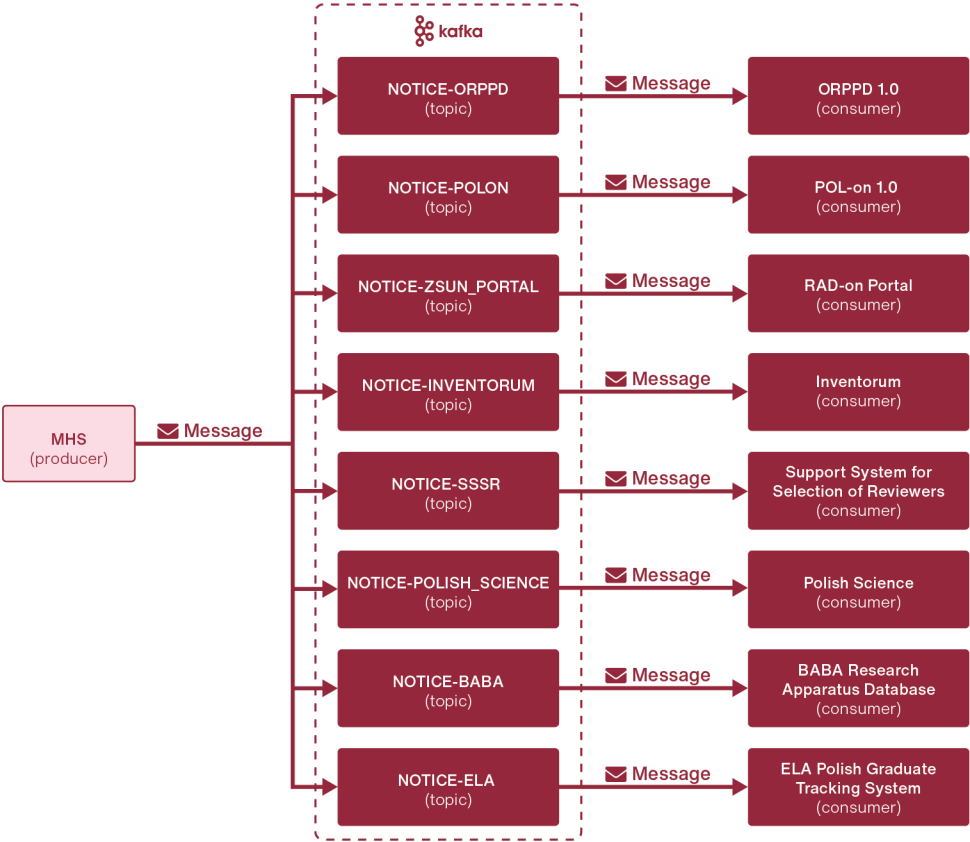 kafka
NOTICE-ORPPD
(topic)
Message
ORPPD 1.0
(consumer)
NOTICE-POLON
(topic)
Message
POL-on 1.0
(consumer)
NOTICE-ZSUN_PORTAL
(topic)
Message
RAD-on Portal
(consumer)
NOTICE-INVENTORUM
(topic)
Message
Inventorum
(consumer)
MHS
(producer)
Message
NOTICE-SSSR
(topic)
Message
Support System for
Selection of Reviewers
(consumer)
NOTICE-POLISH_SCIENCE
(topic)
Message
Polish Science
(consumer)
NOTICE-BABA
(topic)
Message
BABA Research
Apparatus Database
(consumer)
NOTICE-ELA
(topic)
Message
ELA Polish Graduate
Tracking System
(consumer)